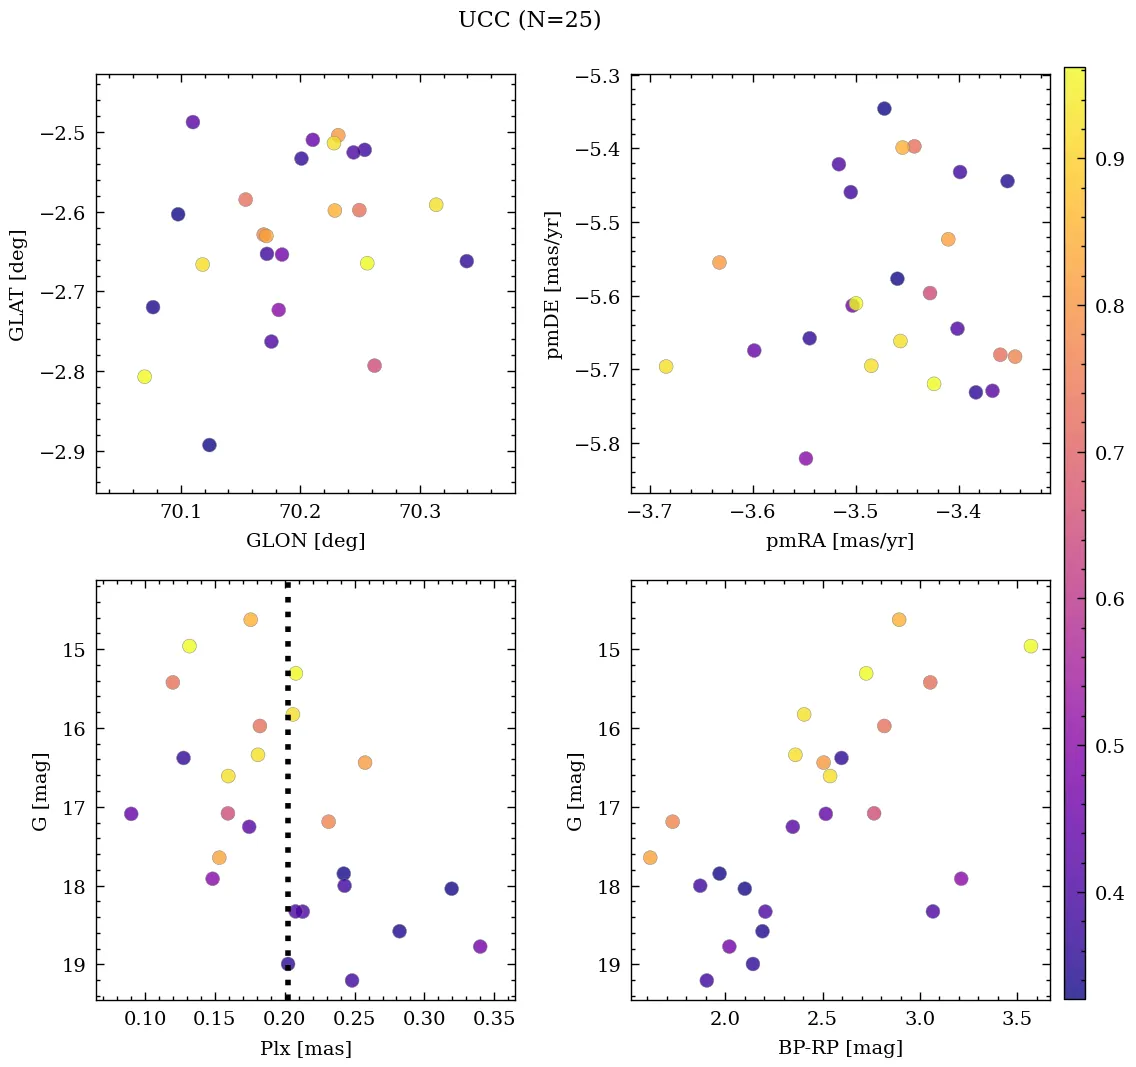 UCC (N=25)
−2.5
−2.6
−2.7
−2.8
−2.9
GLAT [deg]
70.1 70.2 70.3
GLON [deg]
−5.3
−5.4
−5.5
−5.6
−5.7
−5.8
pmDE [mas/yr]
−3.7 −3.6 −3.5 −3.4
pmRA [mas/yr]
15
16
17
18
19
G [mag]
0.10 0.15 0.20 0.25 0.30 0.35
Plx [mas]
15
16
17
18
19
G [mag]
2.0 2.5 3.0 3.5
BP-RP [mag]
0.9
0.8
0.7
0.6
0.5
0.4